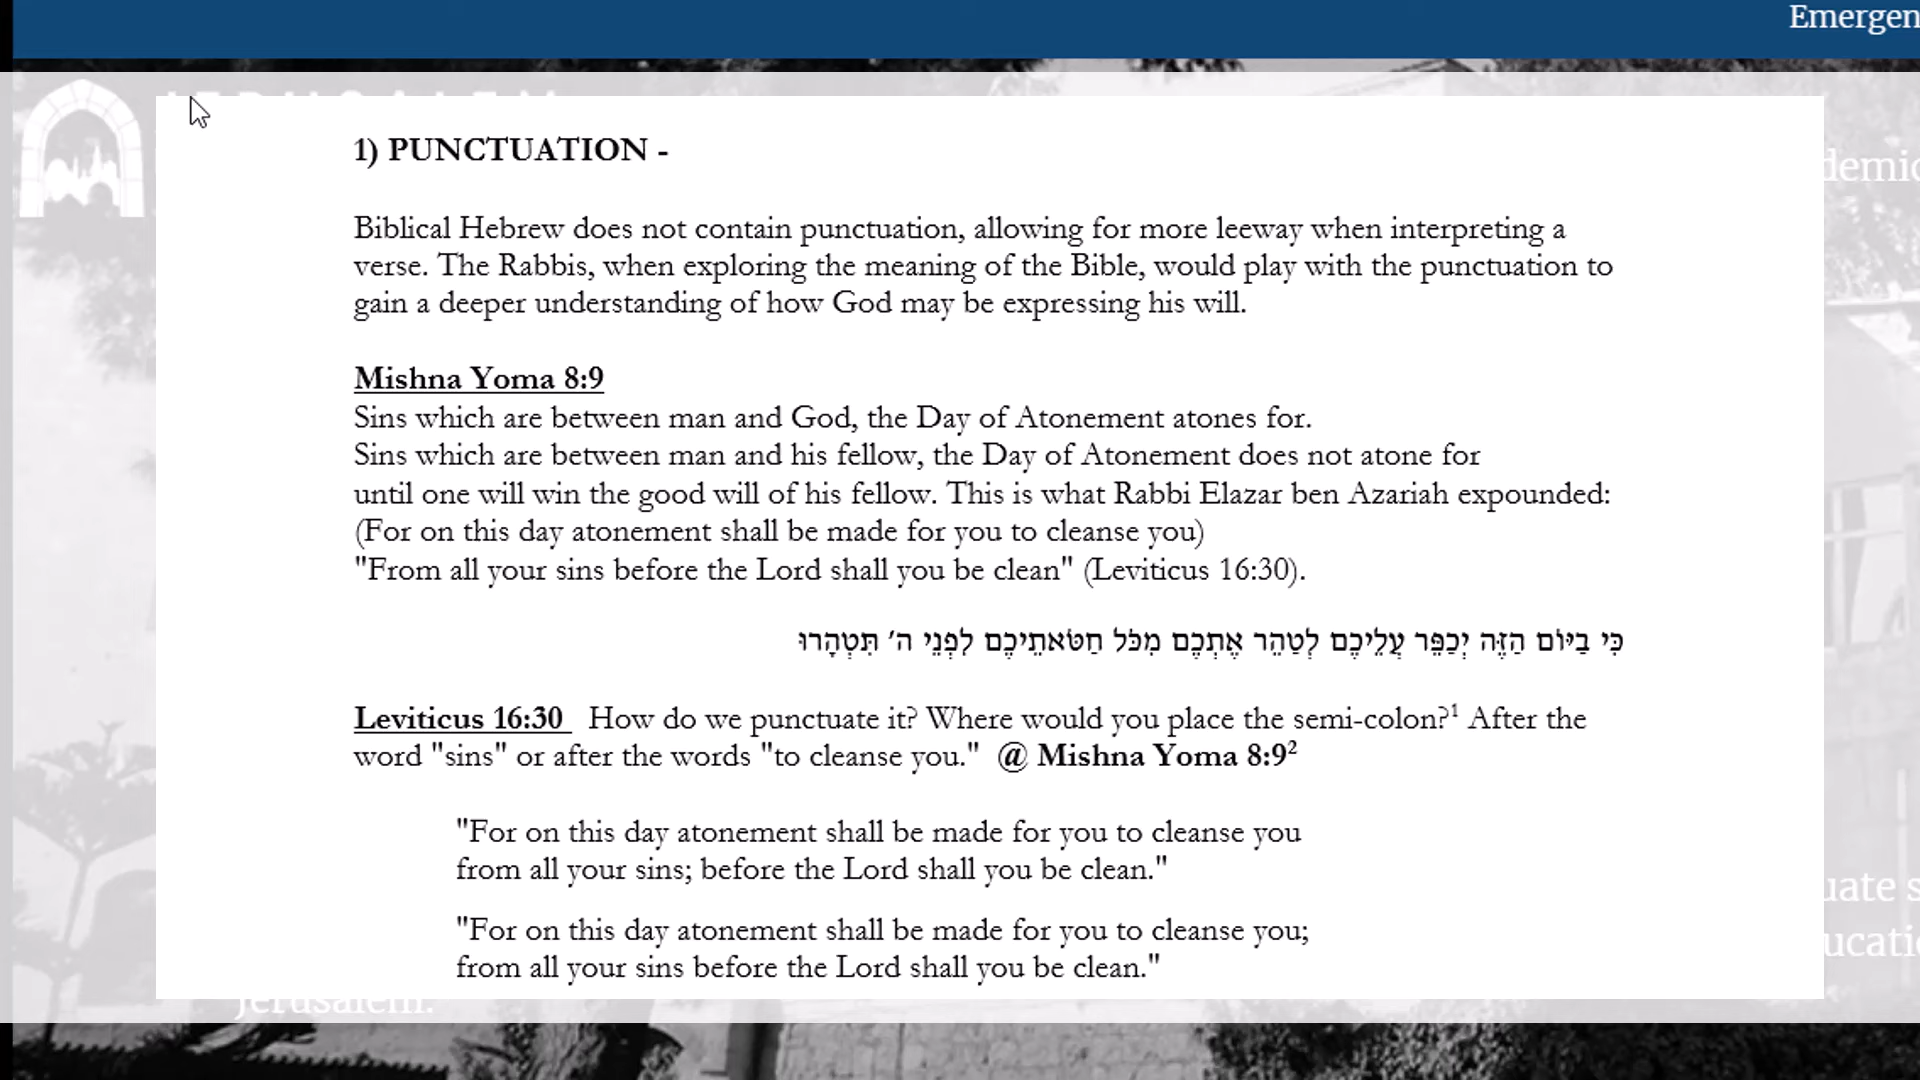 Emergen
1) PUNCTUATION -
Biblical Hebrew does not contain punctuation, allowing for more leeway when interpreting a
verse. The Rabbis, when exploring the meaning of the Bible, would play with the punctuation to
gain a deeper understanding of how God may be expressing his will.
Mishna Yoma 8:9
Sins which are between man and God, the Day of Atonement atones for.
Sins which are between man and his fellow, the Day of Atonement does not atone for
until one will win the good will of his fellow. This is what Rabbi Elazar ben Azariah expounded:
(For on this day atonement shall be made for you to cleanse you)
"From all your sins before the Lord shall you be clean" (Leviticus 16:30).
כִּי בַיּוֹם הַזֶּה יְכַפֵּר עֲלֵיכֶם לְטַהֵר אֶתְכֶם מִכֹּל חַטֹּאתֵיכֶם לִפְנֵי ה' תִּטְהָרוּ
Leviticus 16:30 How do we punctuate it? Where would you place the semi-colon?¹ After the
word "sins" or after the words "to cleanse you." @ Mishna Yoma 8:9²
"For on this day atonement shall be made for you to cleanse you
from all your sins; before the Lord shall you be clean."
"For on this day atonement shall be made for you to cleanse you;
from all your sins before the Lord shall you be clean."
demic
uate s
ucati
Jerusalem.